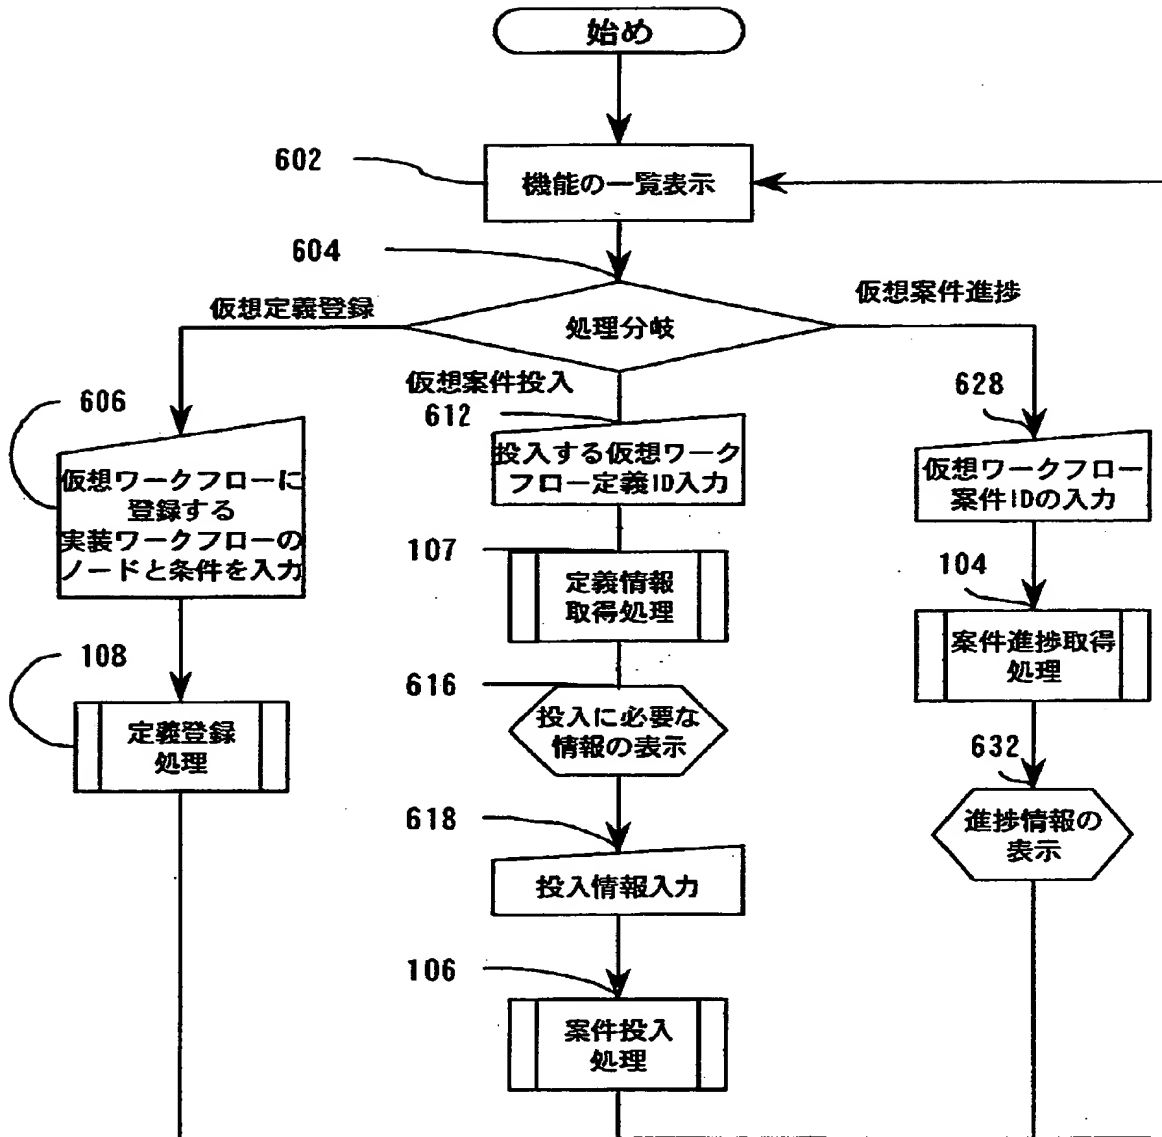 始め
602
機能の一覧表示
604
仮想定義登録
処理分岐
仮想案件進捗
仮想案件投入
606
仮想ワークフローに
登録する
実装ワークフローの
ノードと条件を入力
108
定義登録
処理
612
投入する仮想ワーク
フロー定義ID入力
107
定義情報
取得処理
616
投入に必要な
情報の表示
618
投入情報入力
106
案件投入
処理
628
仮想ワークフロー
案件IDの入力
104
案件進捗取得
処理
632
進捗情報の
表示